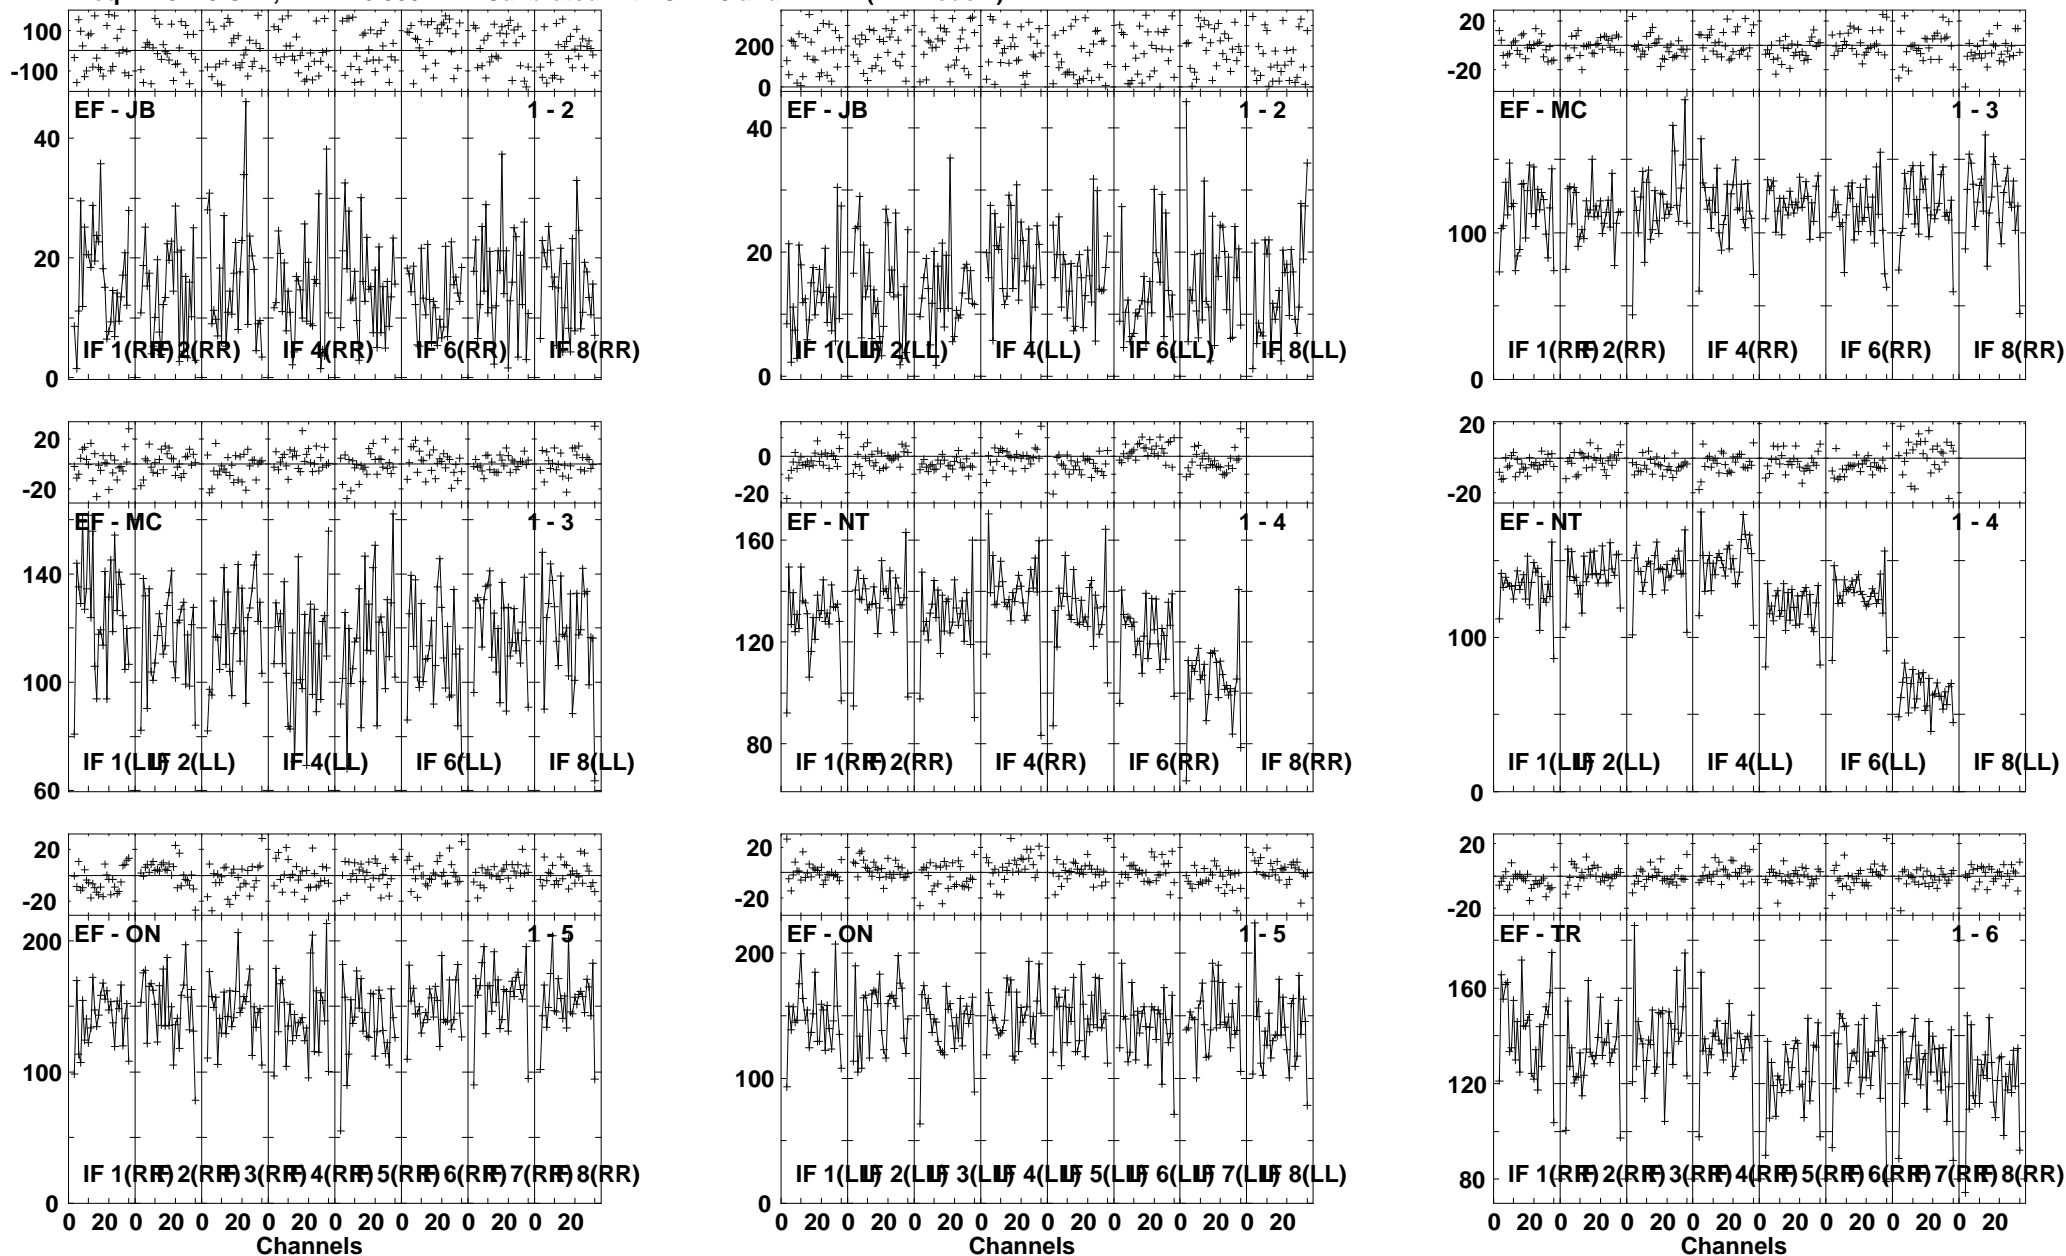 100
-100
EF - JB 1 - 2
40
20
0
IF 1(RR) IF 2(RR) IF 4(RR) IF 6(RR) IF 8(RR)
200
0
EF - JB 1 - 2
40
20
0
IF 1(LL) IF 2(LL) IF 4(LL) IF 6(LL) IF 8(LL)
20
-20
EF - MC 1 - 3
100
0
IF 1(RR) IF 2(RR) IF 4(RR) IF 6(RR) IF 8(RR)
20
-20
EF - MC 1 - 3
140
100
60
IF 1(LL) IF 2(LL) IF 4(LL) IF 6(LL) IF 8(LL)
0
-20
EF - NT 1 - 4
160
120
80
IF 1(RR) IF 2(RR) IF 4(RR) IF 6(RR) IF 8(RR)
20
-20
EF - NT 1 - 4
100
0
IF 1(LL) IF 2(LL) IF 4(LL) IF 6(LL) IF 8(LL)
20
-20
EF - ON 1 - 5
200
100
0
IF 1(RR) IF 2(RR) IF 3(RR) IF 4(RR) IF 5(RR) IF 6(RR) IF 7(RR) IF 8(RR)
0 20 0 20 0 20 0 20 0 20 0 20 0 20 0 20
Channels
20
-20
EF - ON 1 - 5
200
100
0
IF 1(LL) IF 2(LL) IF 3(LL) IF 4(LL) IF 5(LL) IF 6(LL) IF 7(LL) IF 8(LL)
0 20 0 20 0 20 0 20 0 20 0 20 0 20 0 20
Channels
20
-20
EF - TR 1 - 6
160
120
80
IF 1(RR) IF 2(RR) IF 3(RR) IF 4(RR) IF 5(RR) IF 6(RR) IF 7(RR) IF 8(RR)
0 20 0 20 0 20 0 20 0 20 0 20 0 20 0 20
Channels